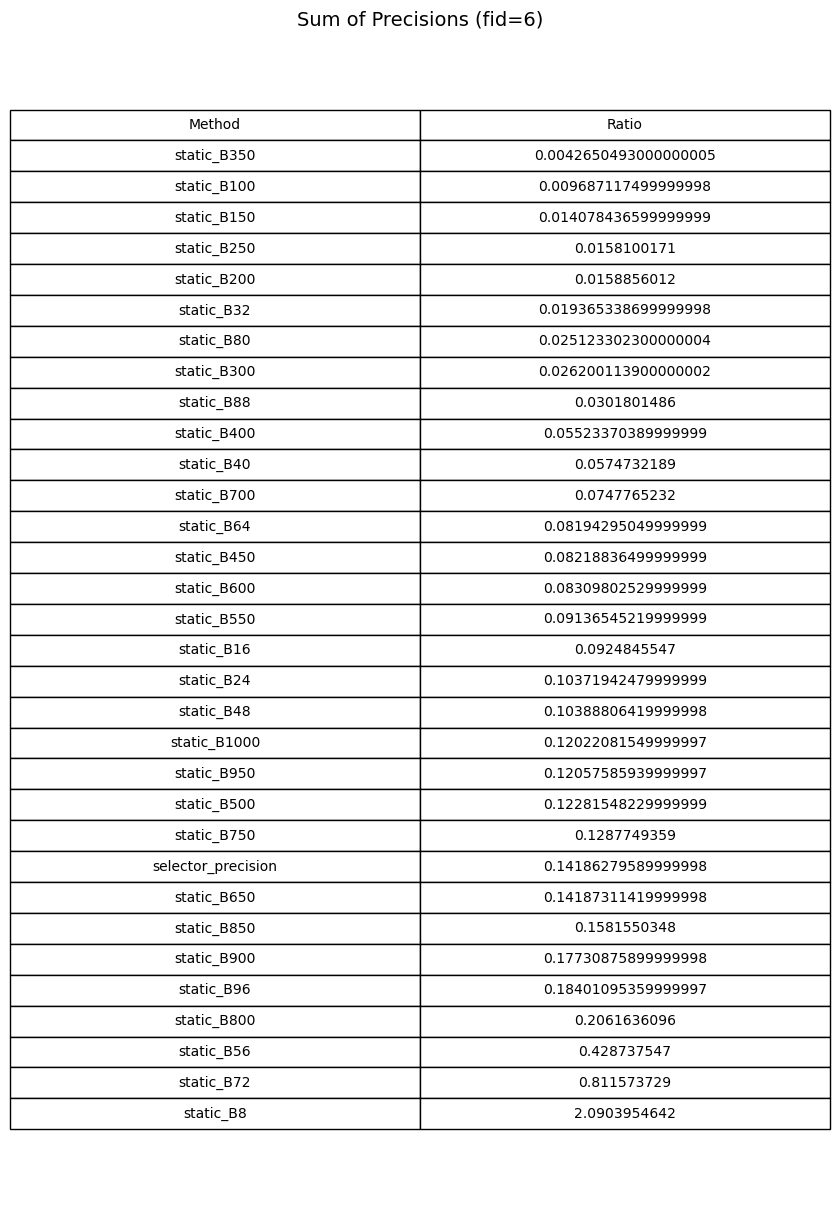 Sum of Precisions (fid=6)
Method Ratio
static_B350 0.0042650493000000005
static_B100 0.009687117499999998
static_B150 0.014078436599999999
static_B250 0.0158100171
static_B200 0.0158856012
static_B32 0.019365338699999998
static_B80 0.025123302300000004
static_B300 0.026200113900000002
static_B88 0.0301801486
static_B400 0.05523370389999999
static_B40 0.0574732189
static_B700 0.0747765232
static_B64 0.08194295049999999
static_B450 0.08218836499999999
static_B600 0.08309802529999999
static_B550 0.09136545219999999
static_B16 0.0924845547
static_B24 0.10371942479999999
static_B48 0.10388806419999998
static_B1000 0.12022081549999997
static_B950 0.12057585939999997
static_B500 0.12281548229999999
static_B750 0.1287749359
selector_precision 0.14186279589999998
static_B650 0.14187311419999998
static_B850 0.1581550348
static_B900 0.17730875899999998
static_B96 0.18401095359999997
static_B800 0.2061636096
static_B56 0.428737547
static_B72 0.811573729
static_B8 2.0903954642